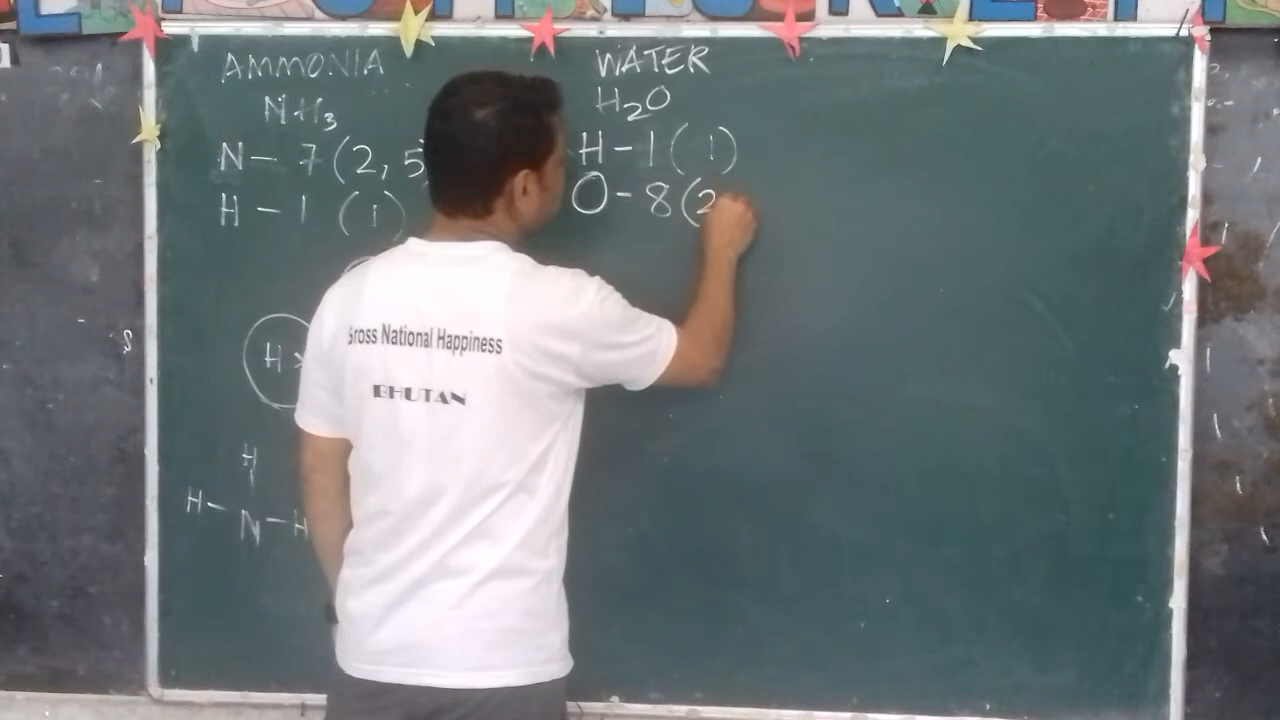 AMMONIA
NH3
N - 7 (2, 5
H - 1 (1)
H x
H
H - N - H
WATER
H2O
H - 1 (1)
O - 8 (2
Gross National Happiness
BHUTAN